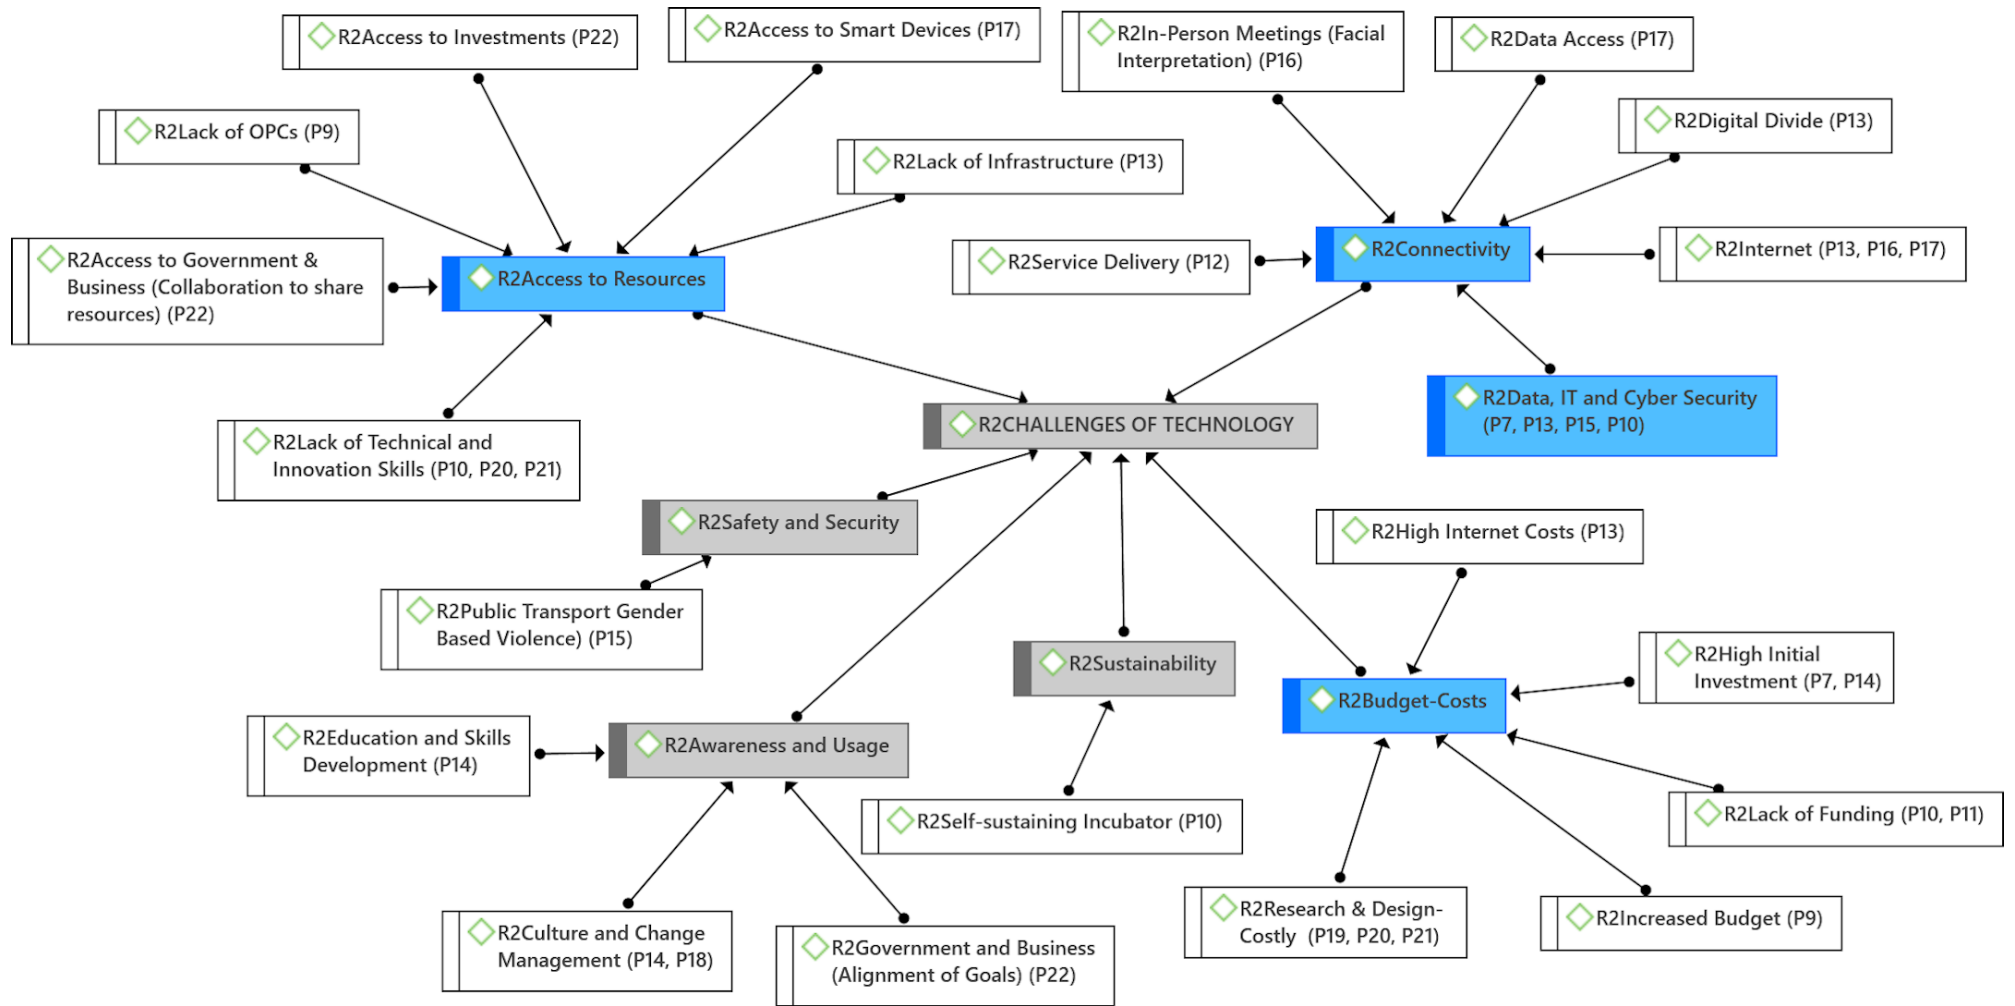 R2Access to Investments (P22)
R2Access to Smart Devices (P17)
R2In-Person Meetings (Facial
Interpretation) (P16)
R2Data Access (P17)
R2Lack of OPCs (P9)
R2Digital Divide (P13)
R2Lack of Infrastructure (P13)
R2Access to Government &
Business (Collaboration to share
resources) (P22)
R2Access to Resources
R2Service Delivery (P12)
R2Connectivity
R2Internet (P13, P16, P17)
R2Data, IT and Cyber Security
(P7, P13, P15, P10)
R2CHALLENGES OF TECHNOLOGY
R2Lack of Technical and
Innovation Skills (P10, P20, P21)
R2Safety and Security
R2High Internet Costs (P13)
R2Public Transport Gender
Based Violence) (P15)
R2Sustainability
R2High Initial
Investment (P7, P14)
R2Budget-Costs
R2Education and Skills
Development (P14)
R2Awareness and Usage
R2Self-sustaining Incubator (P10)
R2Lack of Funding (P10, P11)
R2Culture and Change
Management (P14, P18)
R2Government and Business
(Alignment of Goals) (P22)
R2Research & Design-
Costly (P19, P20, P21)
R2Increased Budget (P9)